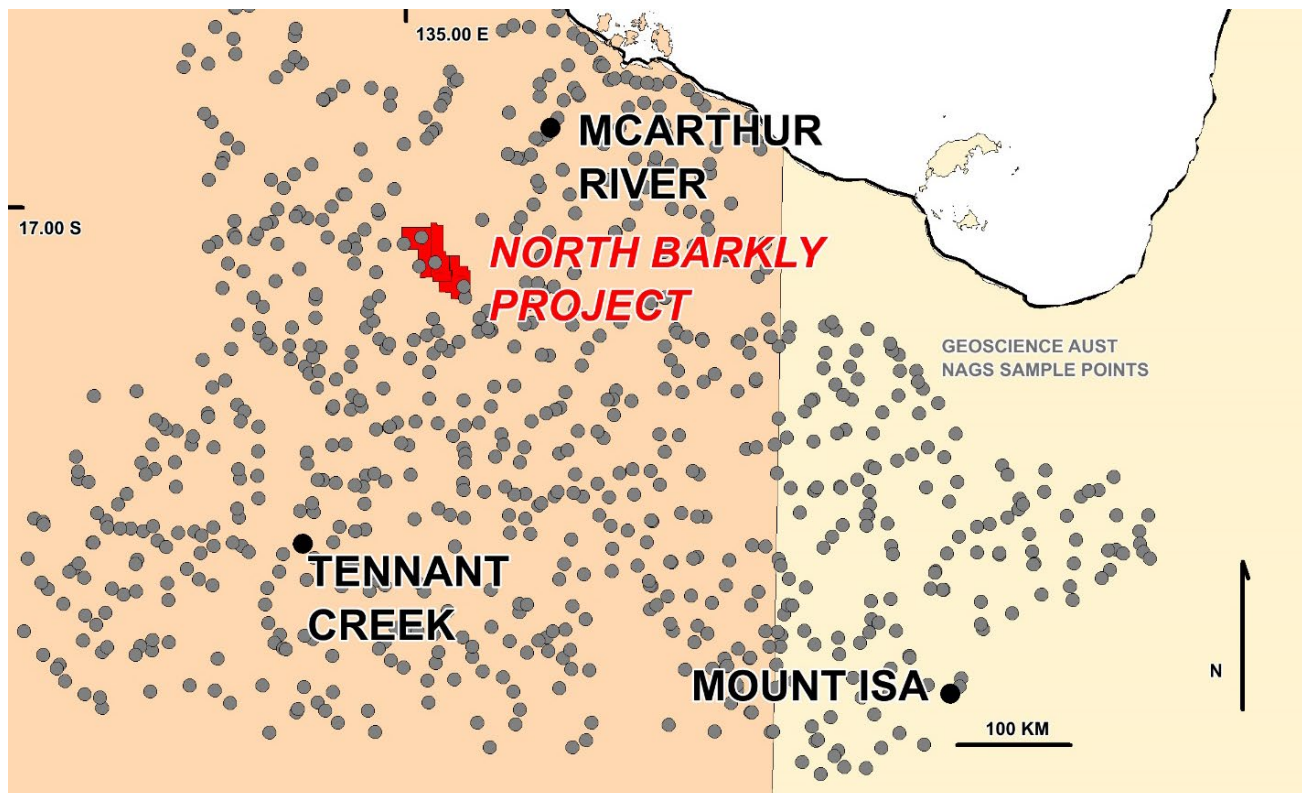 135.00 E
MCARTHUR
RIVER
17.00 S
NORTH BARKLY
PROJECT
GEOSCIENCE AUST
NAGS SAMPLE POINTS
TENNANT
CREEK
MOUNT ISA
N
100 KM